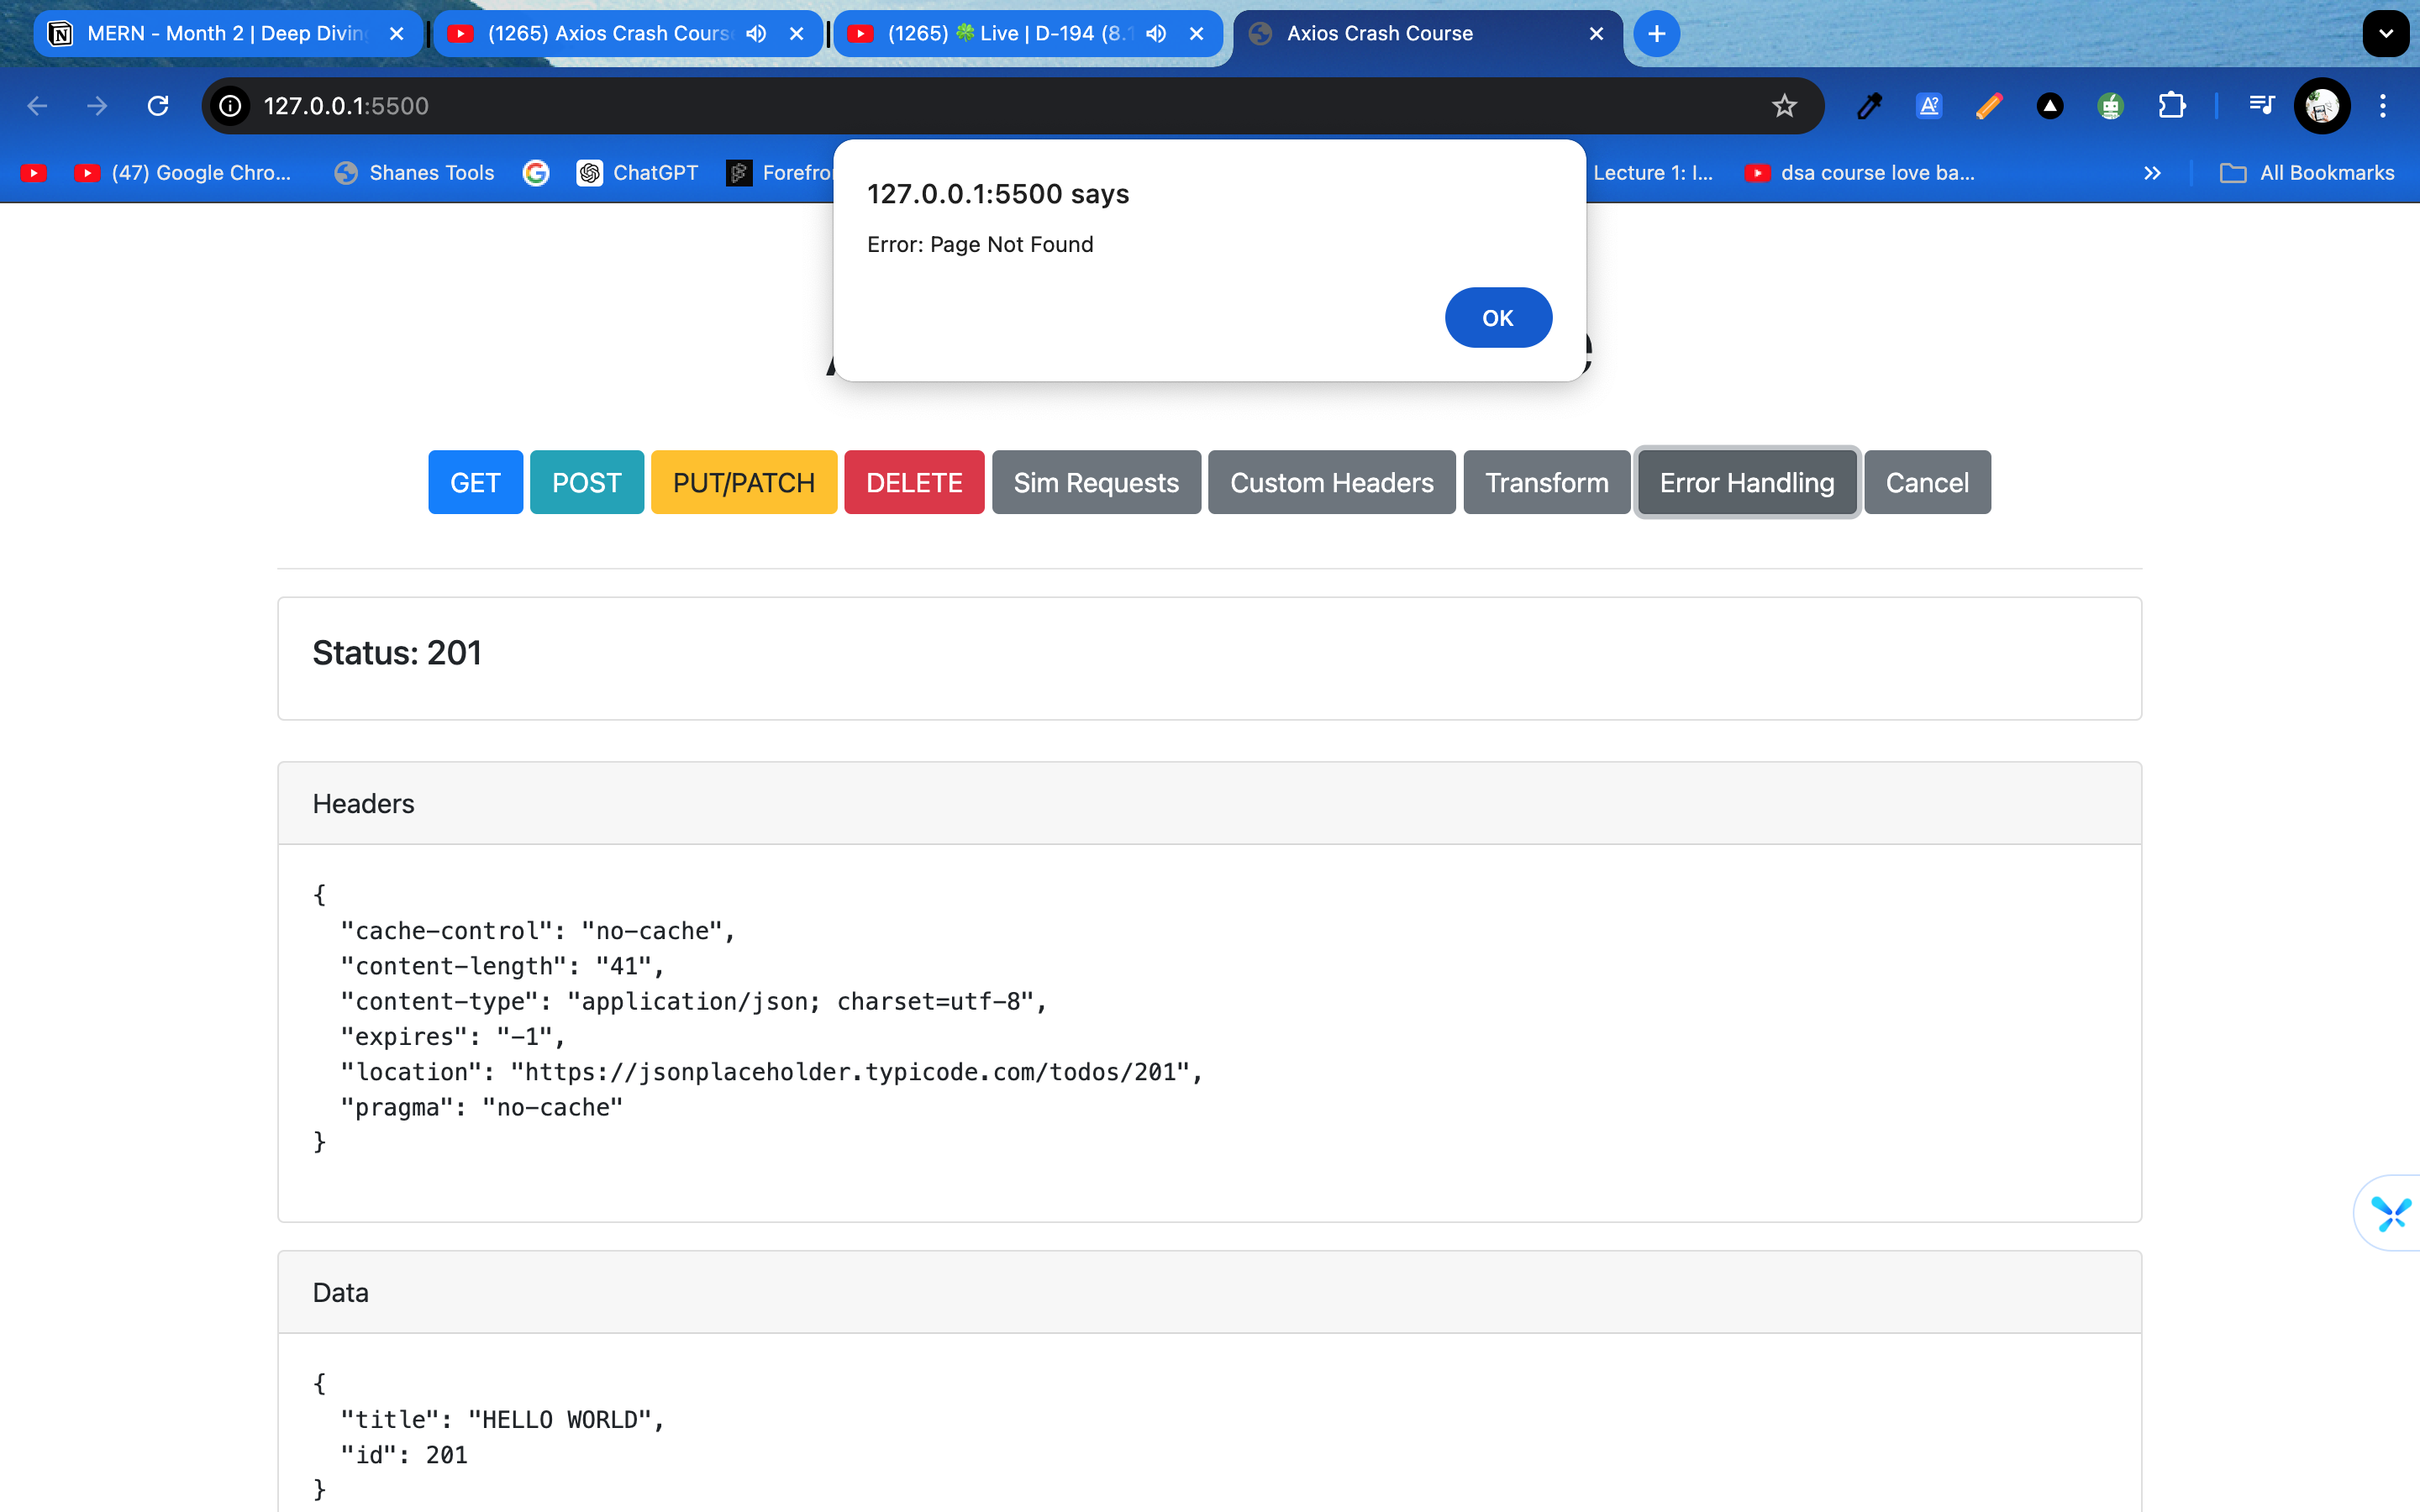 MERN - Month 2 | Deep Divin
(1265) Axios Crash Cours
(1265) 🍀 Live | D-194 (8.1
Axios Crash Course
127.0.0.1:5500
(47) Google Chro...
Shanes Tools
ChatGPT
Forefro
Lecture 1: I...
dsa course love ba...
All Bookmarks
127.0.0.1:5500 says
Error: Page Not Found
OK
GET
POST
PUT/PATCH
DELETE
Sim Requests
Custom Headers
Transform
Error Handling
Cancel
Status: 201
Headers
{
"cache-control": "no-cache",
"content-length": "41",
"content-type": "application/json; charset=utf-8",
"expires": "-1",
"location": "https://jsonplaceholder.typicode.com/todos/201",
"pragma": "no-cache"
}
Data
{
"title": "HELLO WORLD",
"id": 201
}